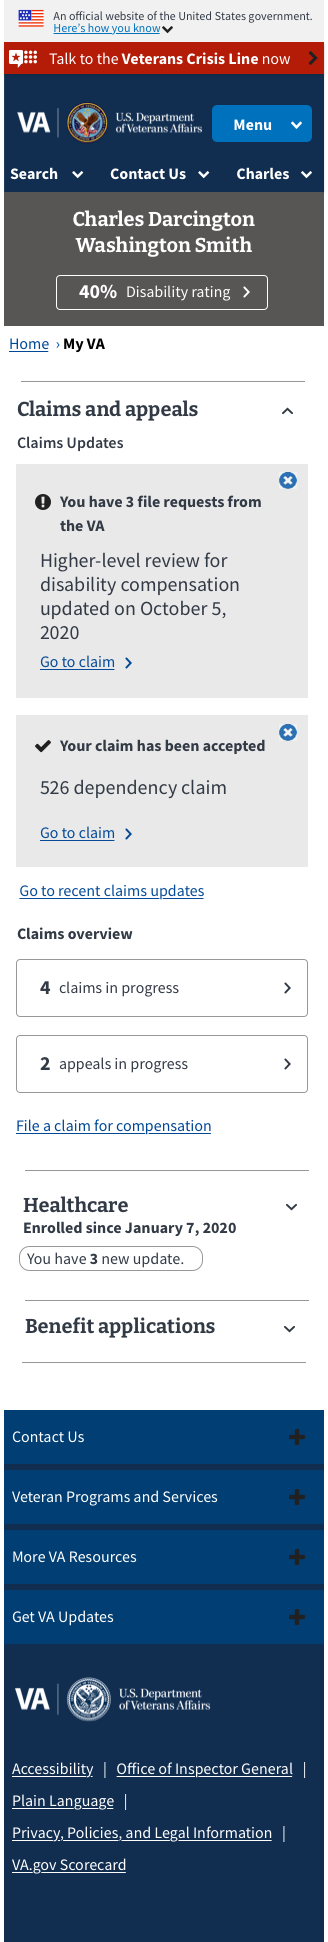 An official website of the United States government.
Here's how you know
Talk to the Veterans Crisis Line now
VA
U.S. Department
of Veterans Affairs
Menu
Search
Contact Us
Charles
Charles Darcington
Washington Smith
40% Disability rating
Home › My VA
Claims and appeals
Claims Updates
You have 3 file requests from
the VA
Higher-level review for
disability compensation
updated on October 5,
2020
Go to claim
Your claim has been accepted
526 dependency claim
Go to claim
Go to recent claims updates
Claims overview
4 claims in progress
2 appeals in progress
File a claim for compensation
Healthcare
Enrolled since January 7, 2020
You have 3 new update.
Benefit applications
Contact Us
Veteran Programs and Services
More VA Resources
Get VA Updates
VA
U.S. Department
of Veterans Affairs
Accessibility | Office of Inspector General |
Plain Language |
Privacy, Policies, and Legal Information |
VA.gov Scorecard